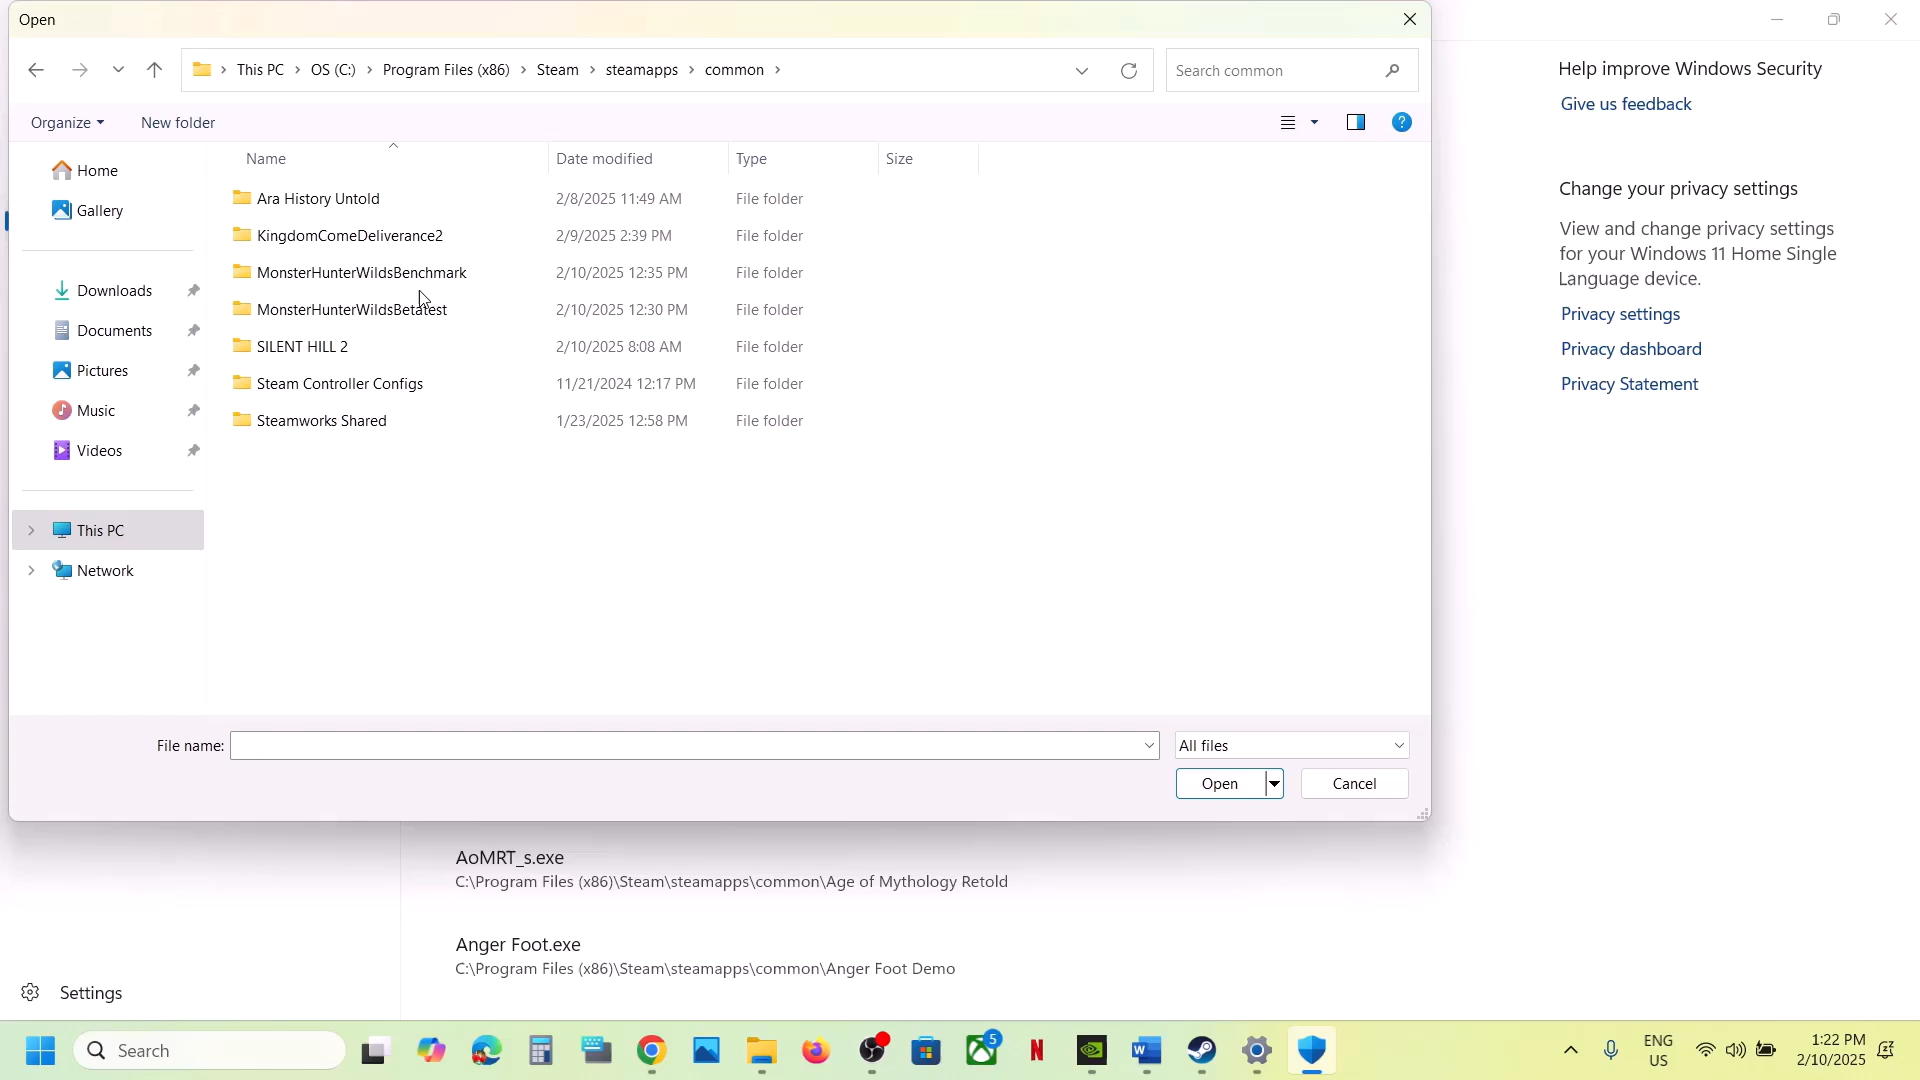 Open
This PC > OS (C:) > Program Files (x86) > Steam > steamapps > common >
Search common
Organize
New folder
Name
Date modified
Type
Size
Home
Gallery
Downloads
Documents
Pictures
Music
Videos
This PC
Network
Ara History Untold 2/8/2025 11:49 AM File folder
KingdomComeDeliverance2 2/9/2025 2:39 PM File folder
MonsterHunterWildsBenchmark 2/10/2025 12:35 PM File folder
MonsterHunterWildsBetatest 2/10/2025 12:30 PM File folder
SILENT HILL 2 2/10/2025 8:08 AM File folder
Steam Controller Configs 11/21/2024 12:17 PM File folder
Steamworks Shared 1/23/2025 12:58 PM File folder
File name:
All files
Open
Cancel
Help improve Windows Security
Give us feedback
Change your privacy settings
View and change privacy settings
for your Windows 11 Home Single
Language device.
Privacy settings
Privacy dashboard
Privacy Statement
AoMRT_s.exe
C:\Program Files (x86)\Steam\steamapps\common\Age of Mythology Retold
Anger Foot.exe
C:\Program Files (x86)\Steam\steamapps\common\Anger Foot Demo
Settings
Search
5
ENG
US
1:22 PM
2/10/2025